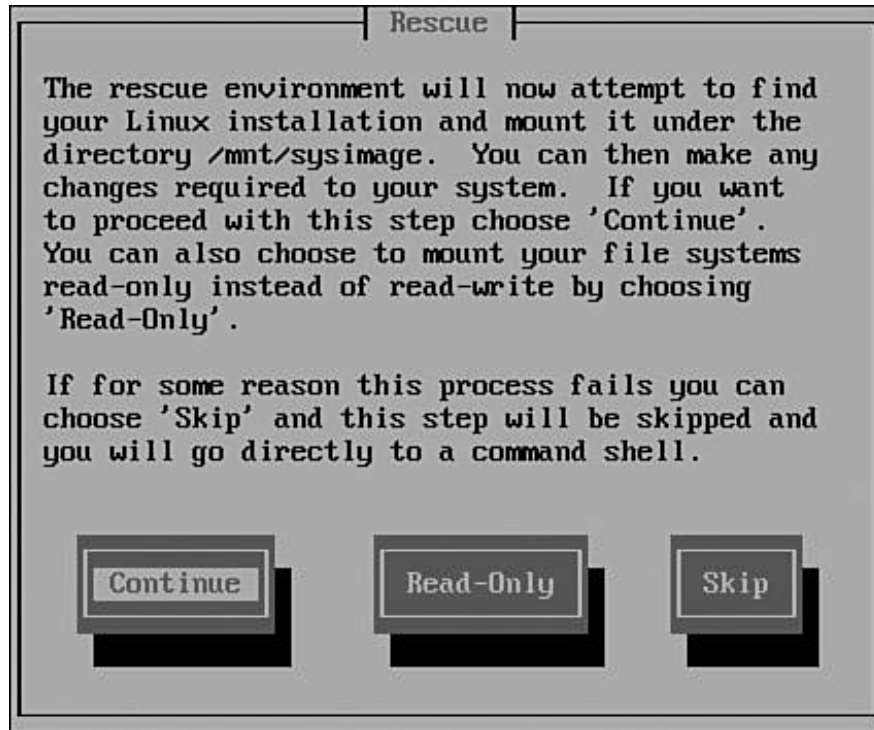 Rescue
The rescue environment will now attempt to find
your Linux installation and mount it under the
directory /mnt/sysimage.  You can then make any
changes required to your system.  If you want
to proceed with this step choose 'Continue'.
You can also choose to mount your file systems
read-only instead of read-write by choosing
'Read-Only'.
If for some reason this process fails you can
choose 'Skip' and this step will be skipped and
you will go directly to a command shell.
Continue Read-Only Skip